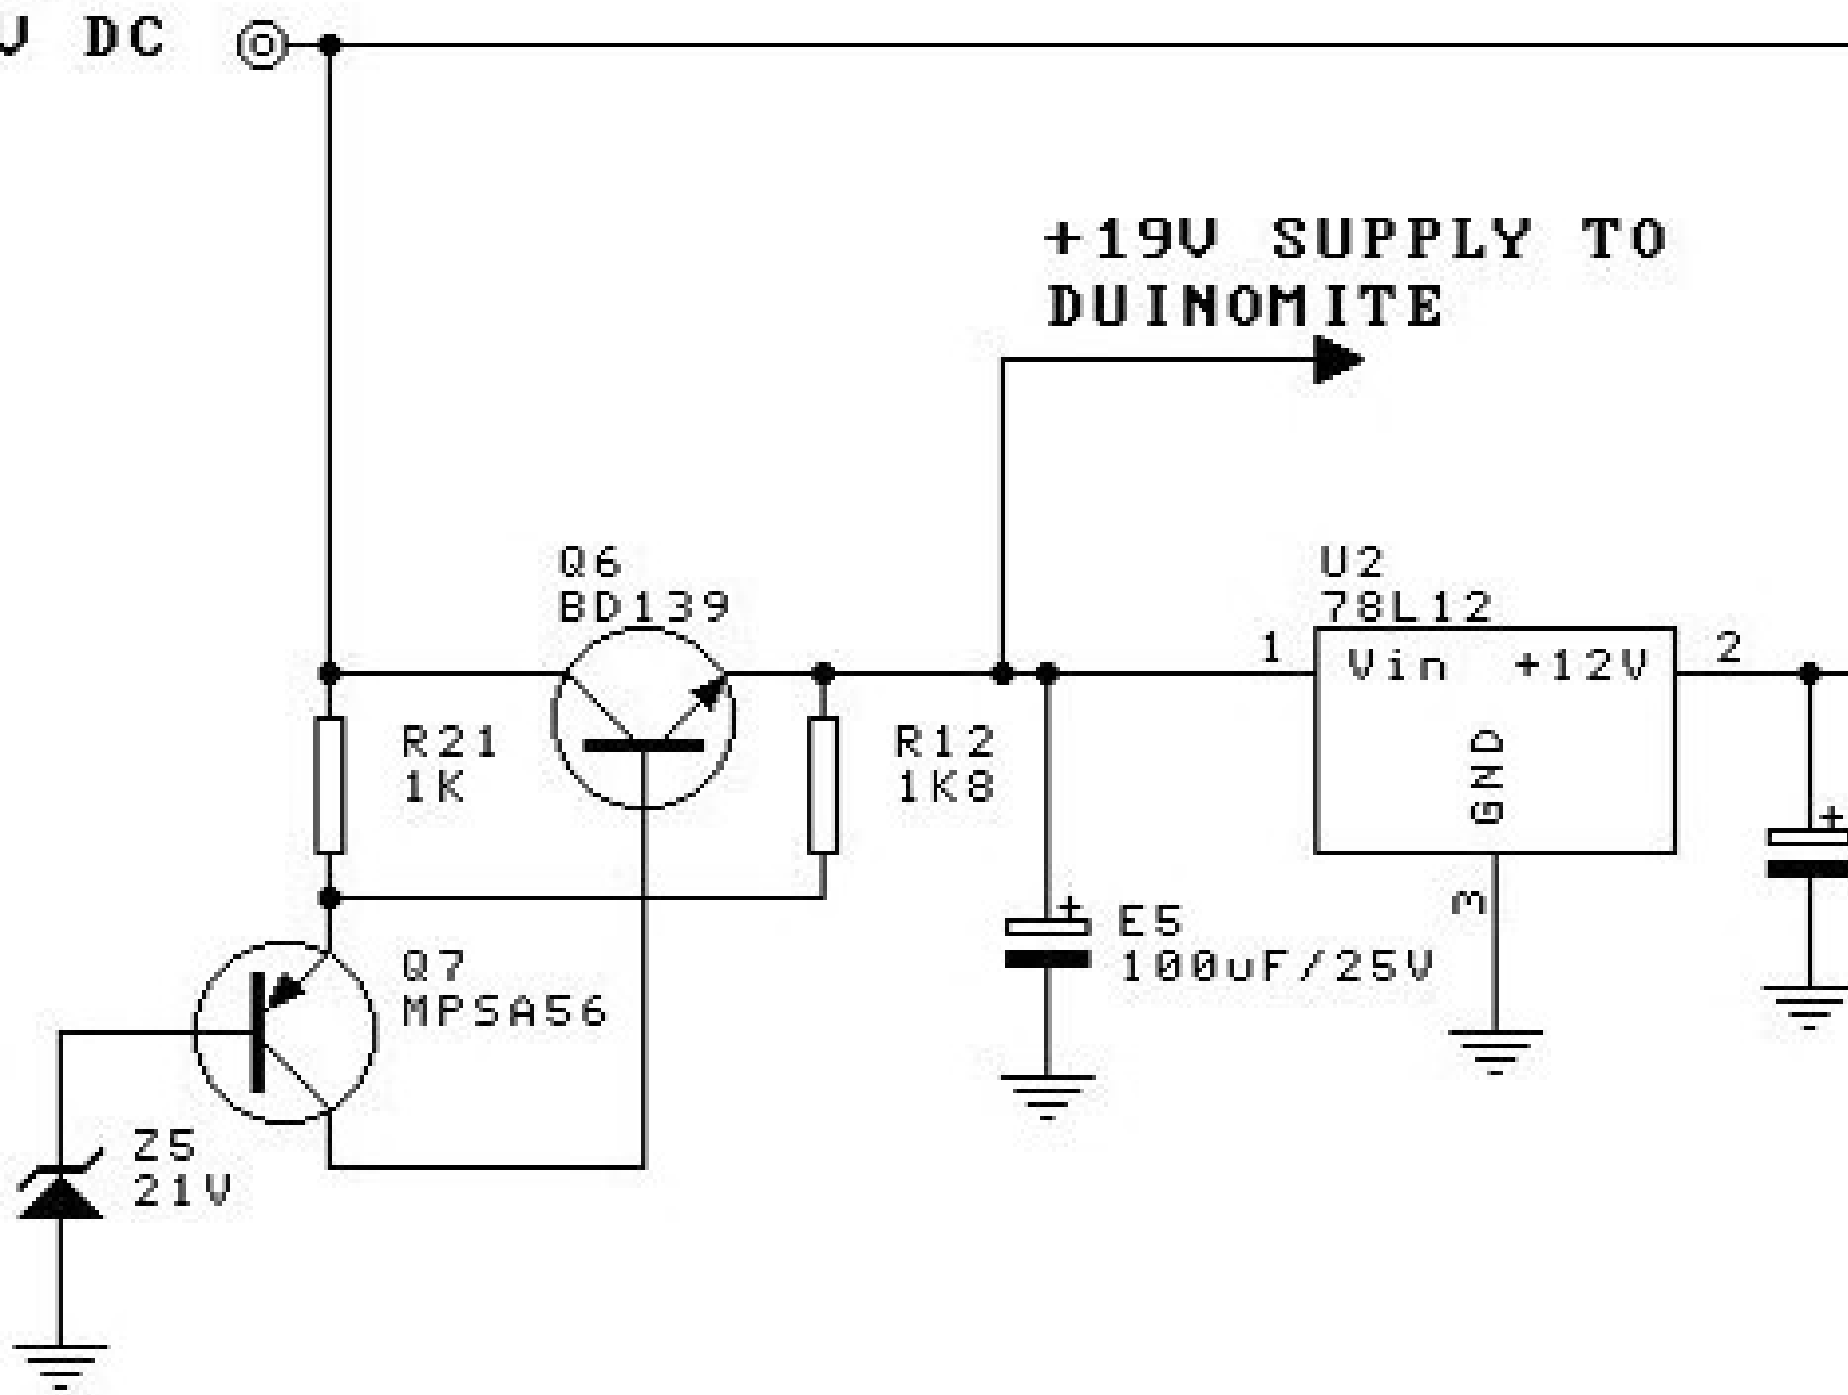 DC
+19V SUPPLY TO
DUINOMITE
Q6
BD139
U2
78L12
1
Vin +12V
2
GND
3
R21
1K
R12
1K8
+
+
E5
100uF/25V
Q7
MPSA56
Z5
21V